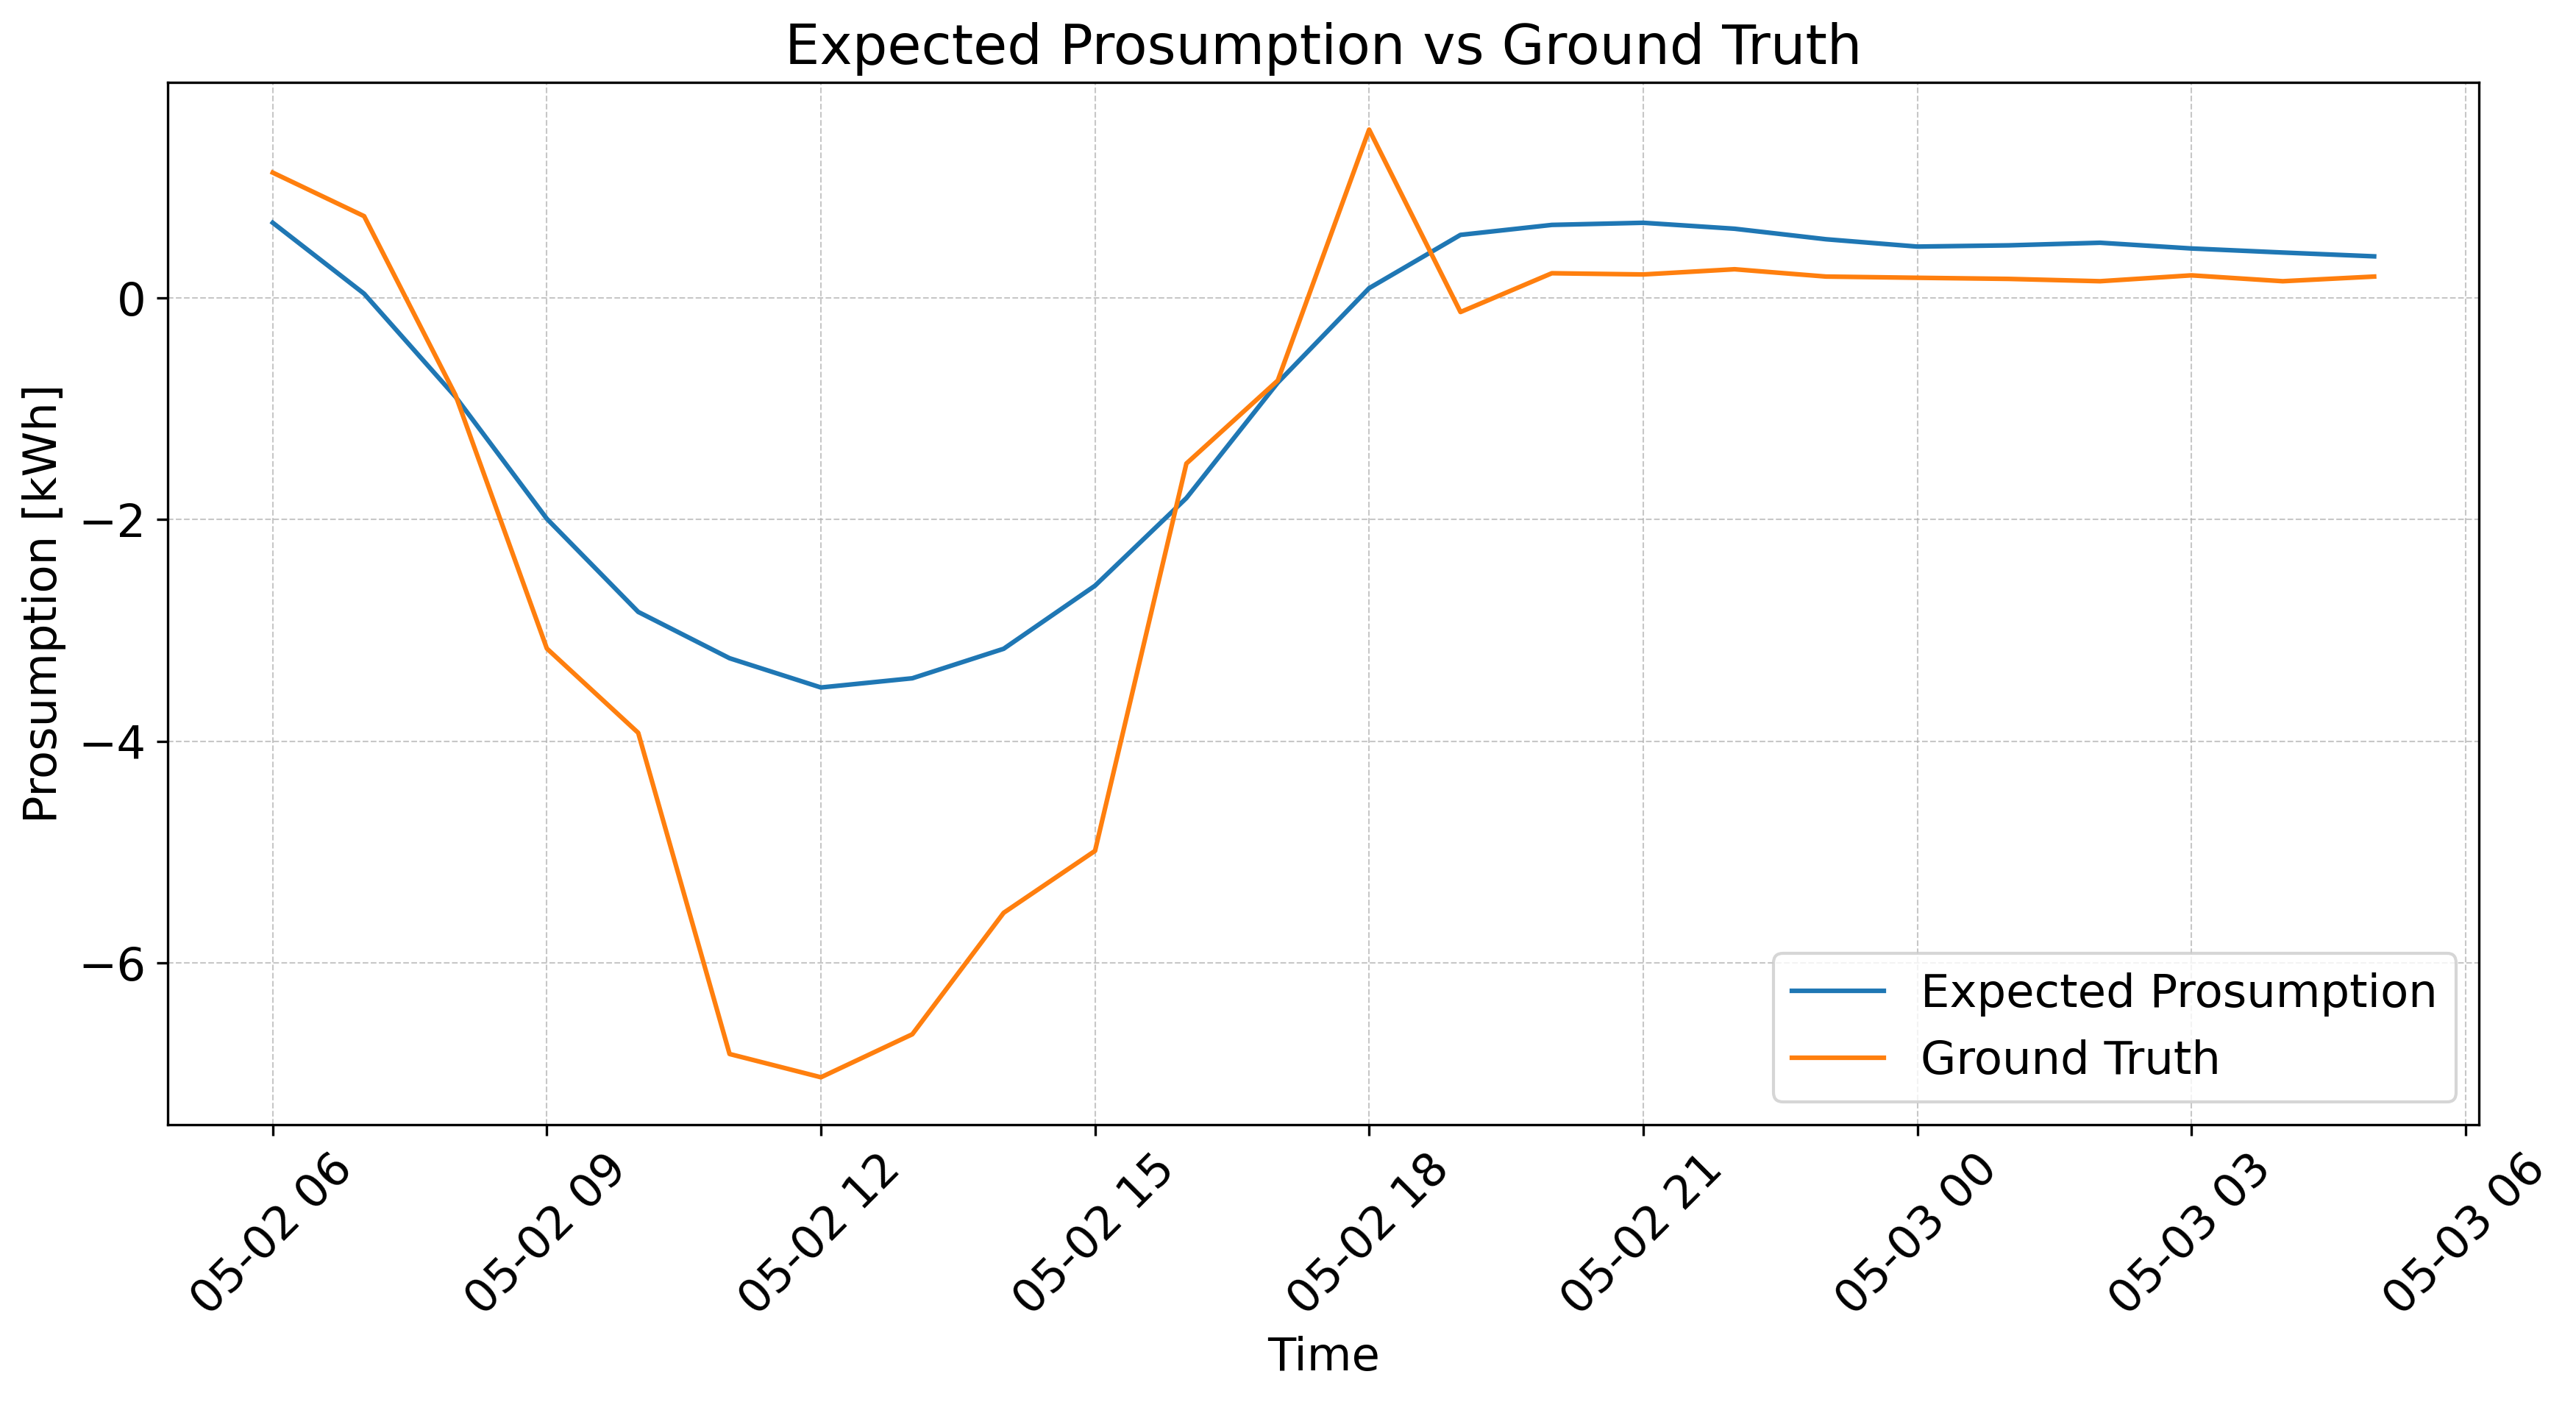 Expected Prosumption vs Ground Truth
Prosumption [kWh]
0
−2
−4
−6
Expected Prosumption
Ground Truth
05-02 06
05-02 09
05-02 12
05-02 15
05-02 18
05-02 21
05-03 00
05-03 03
05-03 06
Time